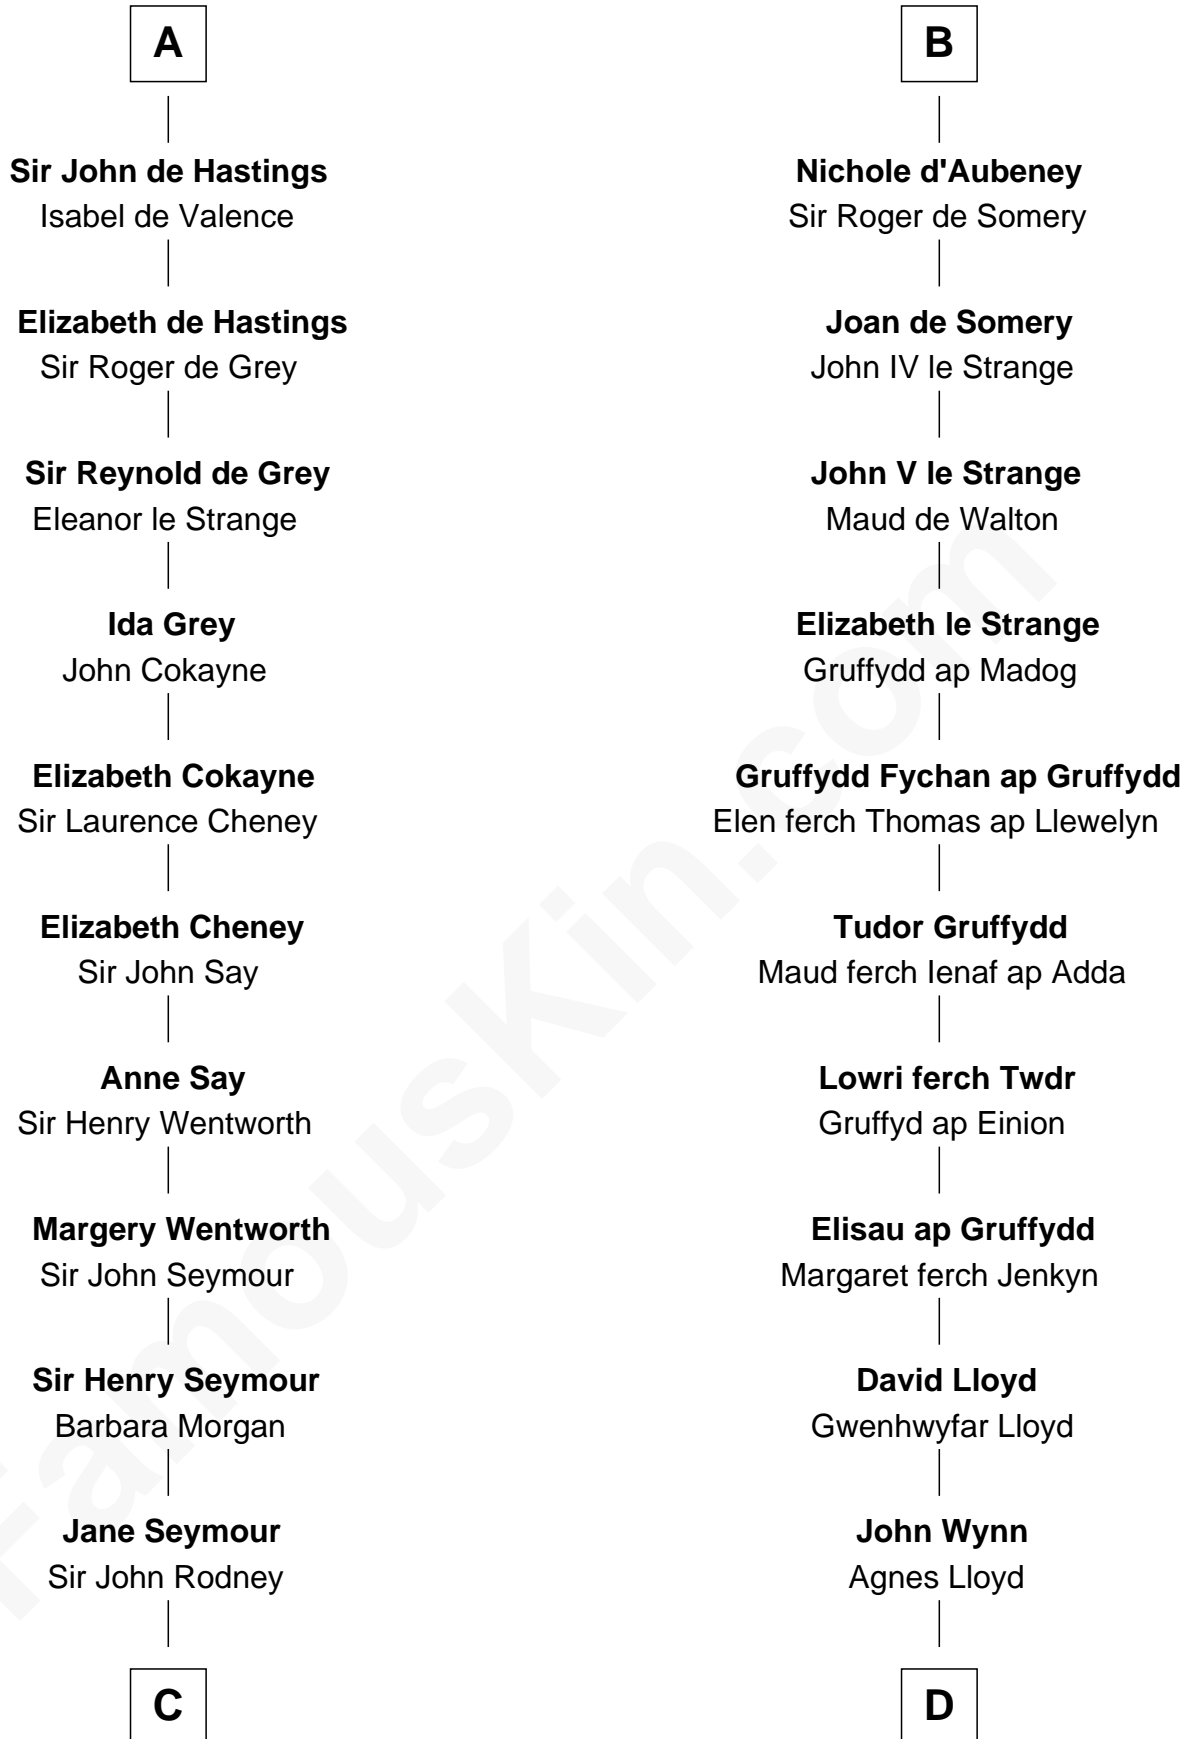 A
Sir John de Hastings
Isabel de Valence
Elizabeth de Hastings
Sir Roger de Grey
Sir Reynold de Grey
Eleanor le Strange
Ida Grey
John Cokayne
Elizabeth Cokayne
Sir Laurence Cheney
Elizabeth Cheney
Sir John Say
Anne Say
Sir Henry Wentworth
Margery Wentworth
Sir John Seymour
Sir Henry Seymour
Barbara Morgan
Jane Seymour
Sir John Rodney
C
B
Nichole d'Aubeney
Sir Roger de Somery
Joan de Somery
John IV le Strange
John V le Strange
Maud de Walton
Elizabeth le Strange
Gruffydd ap Madog
Gruffydd Fychan ap Gruffydd
Elen ferch Thomas ap Llewelyn
Tudor Gruffydd
Maud ferch Ienaf ap Adda
Lowri ferch Twdr
Gruffyd ap Einion
Elisau ap Gruffydd
Margaret ferch Jenkyn
David Lloyd
Gwenhwyfar Lloyd
John Wynn
Agnes Lloyd
D
FamousKin.com